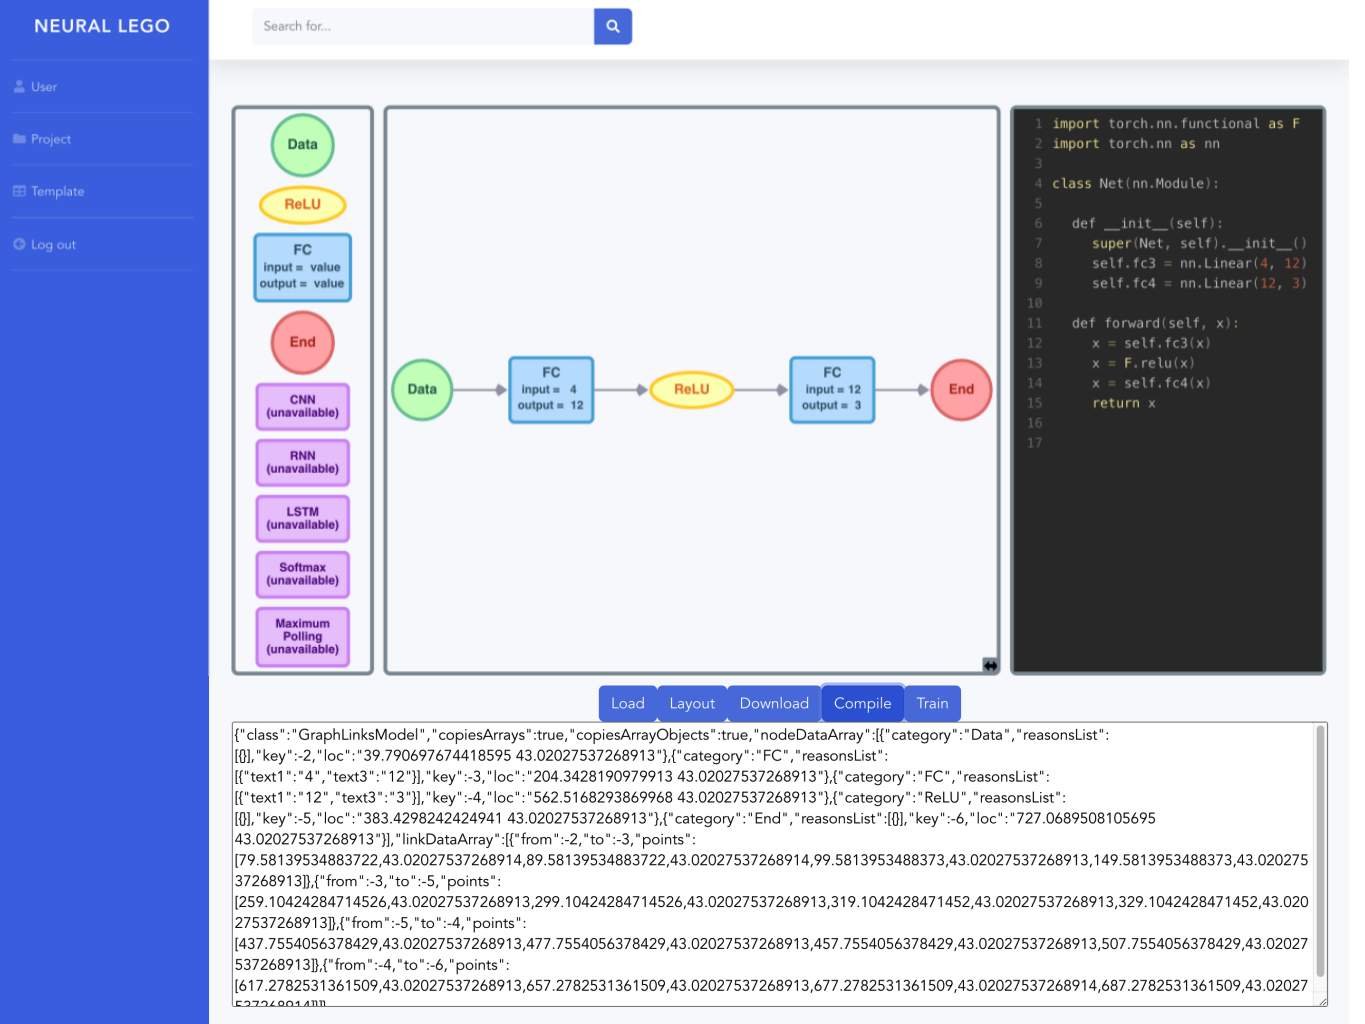 NEURAL LEGO
Search for...
User
Project
Template
Log out
Data
ReLU
FC
input = value
output = value
End
CNN
(unavailable)
RNN
(unavailable)
LSTM
(unavailable)
Softmax
(unavailable)
Maximum
Polling
(unavailable)
Data
FC
input = 4
output = 12
ReLU
FC
input = 12
output = 3
End
1 import torch.nn.functional as F
2 import torch.nn as nn
3
4 class Net(nn.Module):
5
6 def __init__(self):
7 super(Net, self).__init__()
8 self.fc3 = nn.Linear(4, 12)
9 self.fc4 = nn.Linear(12, 3)
10
11 def forward(self, x):
12 x = self.fc3(x)
13 x = F.relu(x)
14 x = self.fc4(x)
15 return x
16
17
Load
Layout
Download
Compile
Train
{"class":"GraphLinksModel","copiesArrays":true,"copiesArrayObjects":true,"nodeDataArray":[{"category":"Data","reasonsList":
[{}],"key":-2,"loc":"39.790697674418595 43.02027537268913"},{"category":"FC","reasonsList":
[{"text1":"4","text3":"12"}],"key":-3,"loc":"204.3428190979913 43.02027537268913"},{"category":"FC","reasonsList":
[{"text1":"12","text3":"3"}],"key":-4,"loc":"562.5168293869968 43.02027537268913"},{"category":"ReLU","reasonsList":
[{}],"key":-5,"loc":"383.4298242424941 43.02027537268913"},{"category":"End","reasonsList":[{}],"key":-6,"loc":"727.0689508105695
43.02027537268913"}],"linkDataArray":[{"from":-2,"to":-3,"points":
[79.58139534883722,43.02027537268914,89.58139534883722,43.02027537268914,99.5813953488373,43.02027537268913,149.5813953488373,43.02027
537268913]},{"from":-3,"to":-5,"points":
[259.10424284714526,43.02027537268913,299.10424284714526,43.02027537268913,319.1042428471452,43.02027537268913,329.1042428471452,43.020
27537268913]},{"from":-5,"to":-4,"points":
[437.7554056378429,43.02027537268913,477.7554056378429,43.02027537268913,457.7554056378429,43.02027537268913,507.7554056378429,43.02027
537268913]},{"from":-4,"to":-6,"points":
[617.2782531361509,43.02027537268913,657.2782531361509,43.02027537268913,677.2782531361509,43.02027537268914,687.2782531361509,43.02027
537268914]}]}